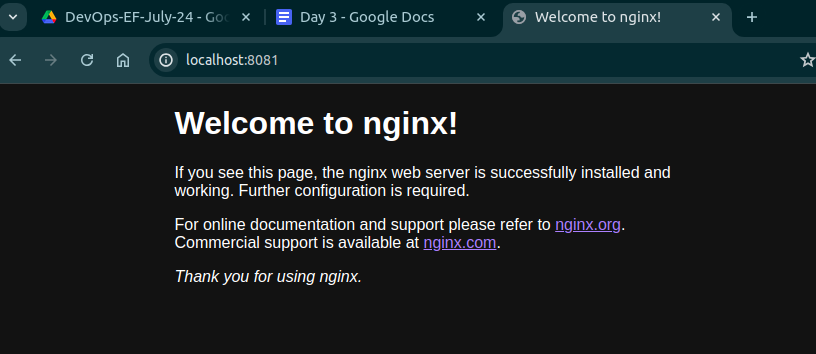 DevOps-EF-July-24 - Goo
Day 3 - Google Docs
Welcome to nginx!
localhost:8081
Welcome to nginx!
If you see this page, the nginx web server is successfully installed and
working. Further configuration is required.
For online documentation and support please refer to nginx.org.
Commercial support is available at nginx.com.
Thank you for using nginx.